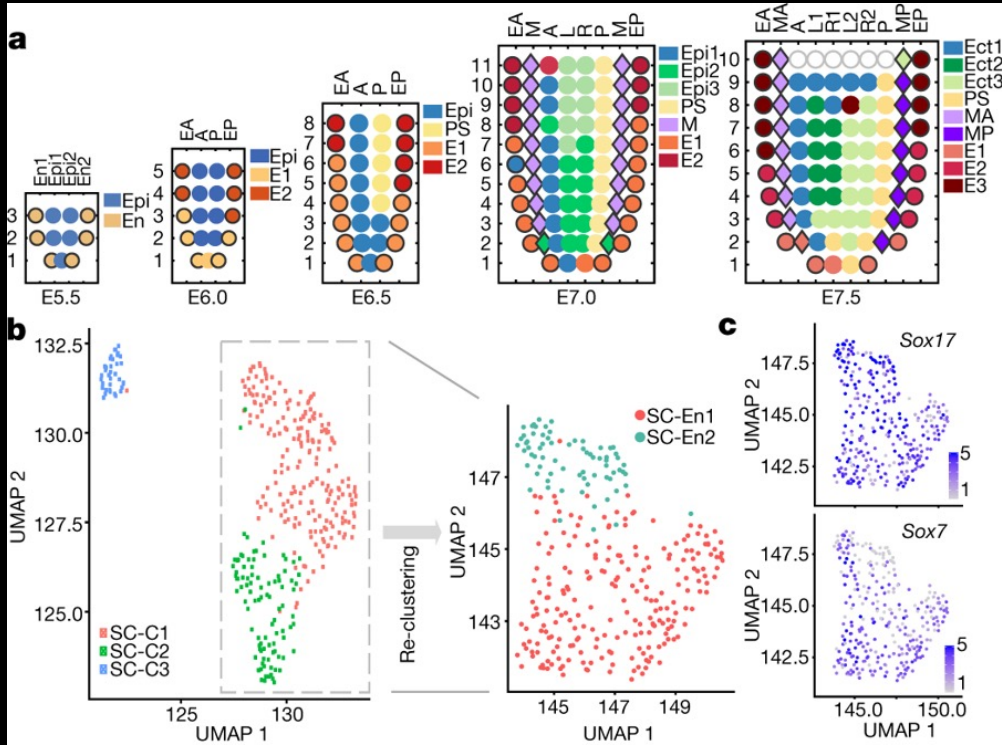 a
En1 Epi1 Epi2 En2
3
2
1
Epi
En
E5.5
EA A P EP
5
4
3
2
1
Epi
E1
E2
E6.0
EA A P EP
8
7
6
5
4
3
2
1
Epi
PS
E1
E2
E6.5
EA M A L R P M EP
11
10
9
8
7
6
5
4
3
2
1
Epi1
Epi2
Epi3
PS
M
E1
E2
E7.0
EA MA A L1 R1 L2 R2 P MP EP
10
9
8
7
6
5
4
3
2
1
Ect1
Ect2
Ect3
PS
MA
MP
E1
E2
E3
E7.5
b
132.5
130.0
127.5
125.0
UMAP 2
SC-C1
SC-C2
SC-C3
125 130
UMAP 1
Re-clustering
SC-En1
SC-En2
147
145
143
UMAP 2
145 147 149
UMAP 1
c
Sox17
147.5
145.0
142.5
UMAP 2
5
1
Sox7
147.5
145.0
142.5
UMAP 2
5
1
145.0 150.0
UMAP 1